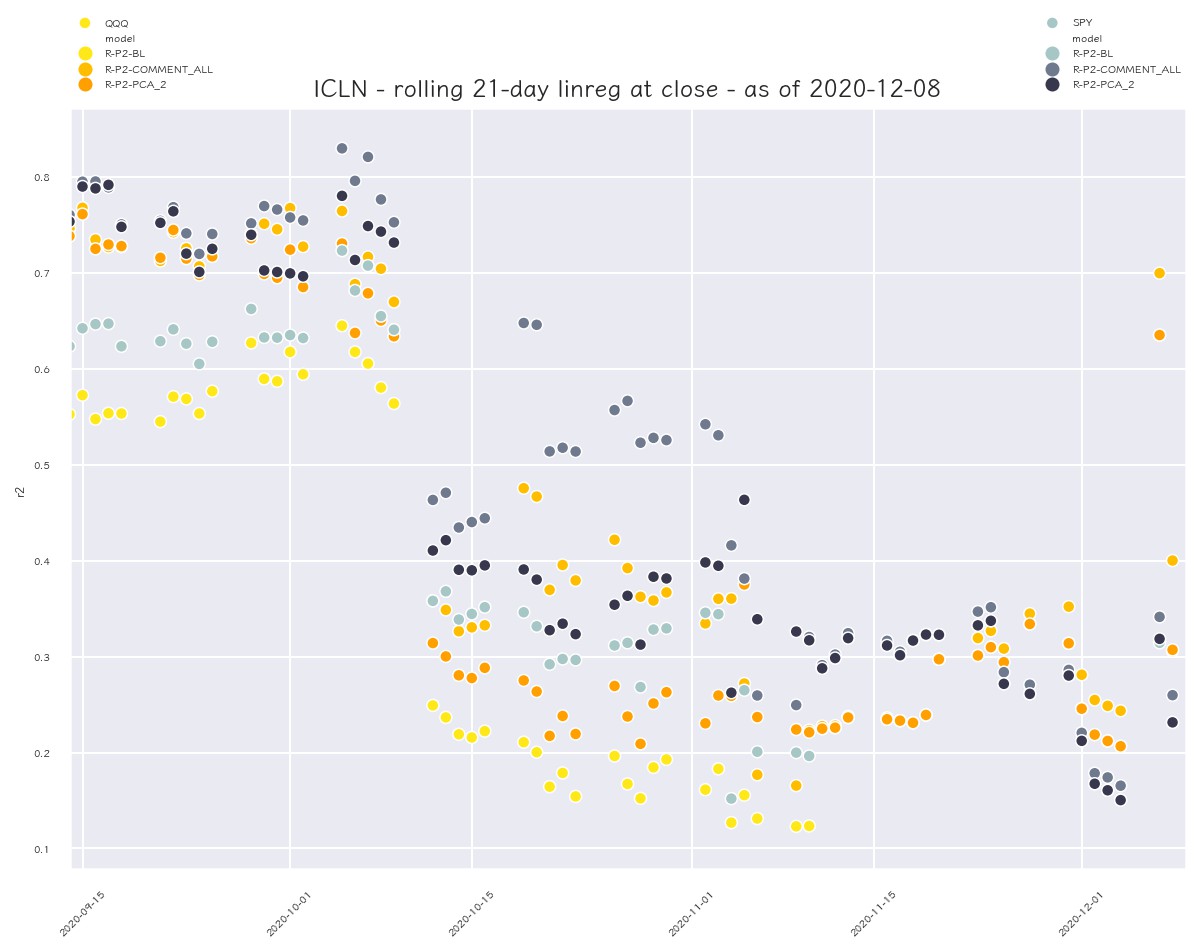 QQQ
model
R-P2-BL
R-P2-COMMENT_ALL
R-P2-PCA_2
SPY
model
R-P2-BL
R-P2-COMMENT_ALL
R-P2-PCA_2
ICLN - rolling 21-day linreg at close - as of 2020-12-08
0.8
0.7
0.6
0.5
r2
0.4
0.3
0.2
0.1
2020-09-15
2020-10-01
2020-10-15
2020-11-01
2020-11-15
2020-12-01